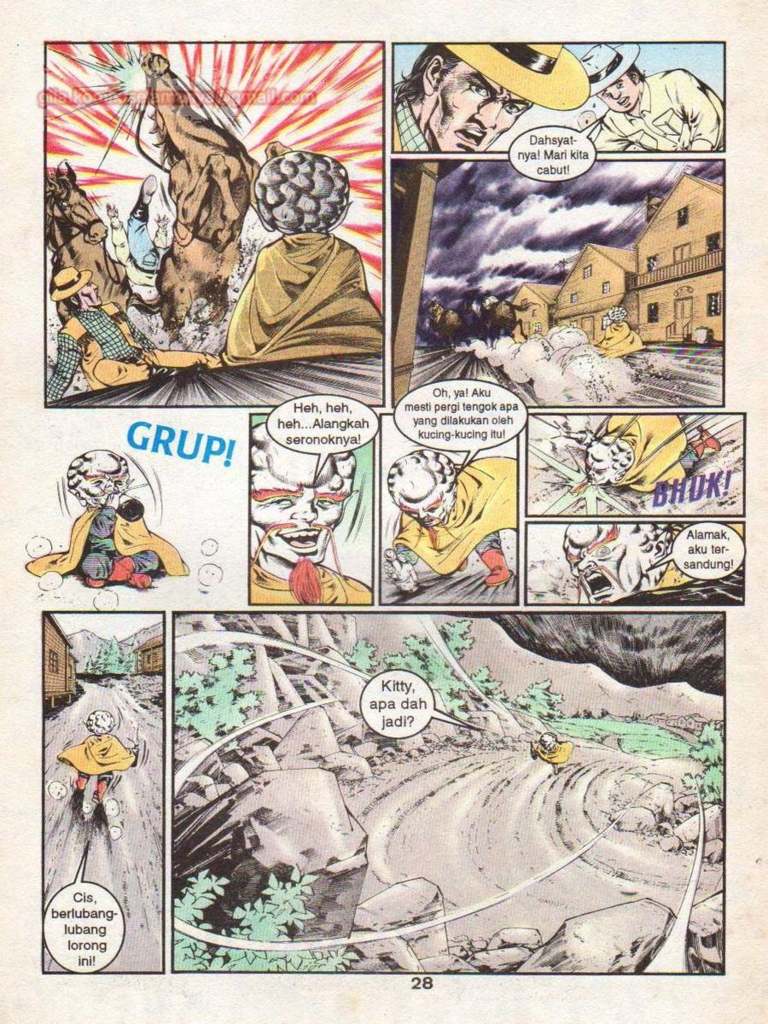 Dahsyat-
nya! Mari kita
cabut!
GRUP!
Heh, heh,
heh...Alangkah
seronoknya!
Oh, ya! Aku
mesti pergi tengok apa
yang dilakukan oleh
kucing-kucing itu!
BHUK!
Alamak,
aku ter-
sandung!
Cis,
berlubang-
lubang
lorong
ini!
Kitty,
apa dah
jadi?
28